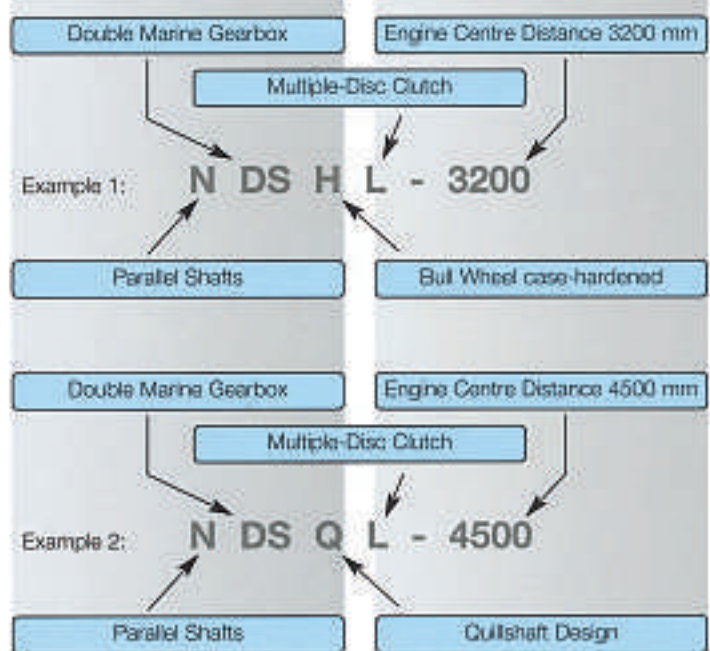 Double Marine Gearbox
Engine Centre Distance 3200 mm
Multiple-Disc Clutch
Example 1:
N DS H L - 3200
Parallel Shafts
Bull Wheel case-hardened
Double Marine Gearbox
Engine Centre Distance 4500 mm
Multiple-Disc Clutch
Example 2:
N DS Q L - 4500
Parallel Shafts
Quillshaft Design